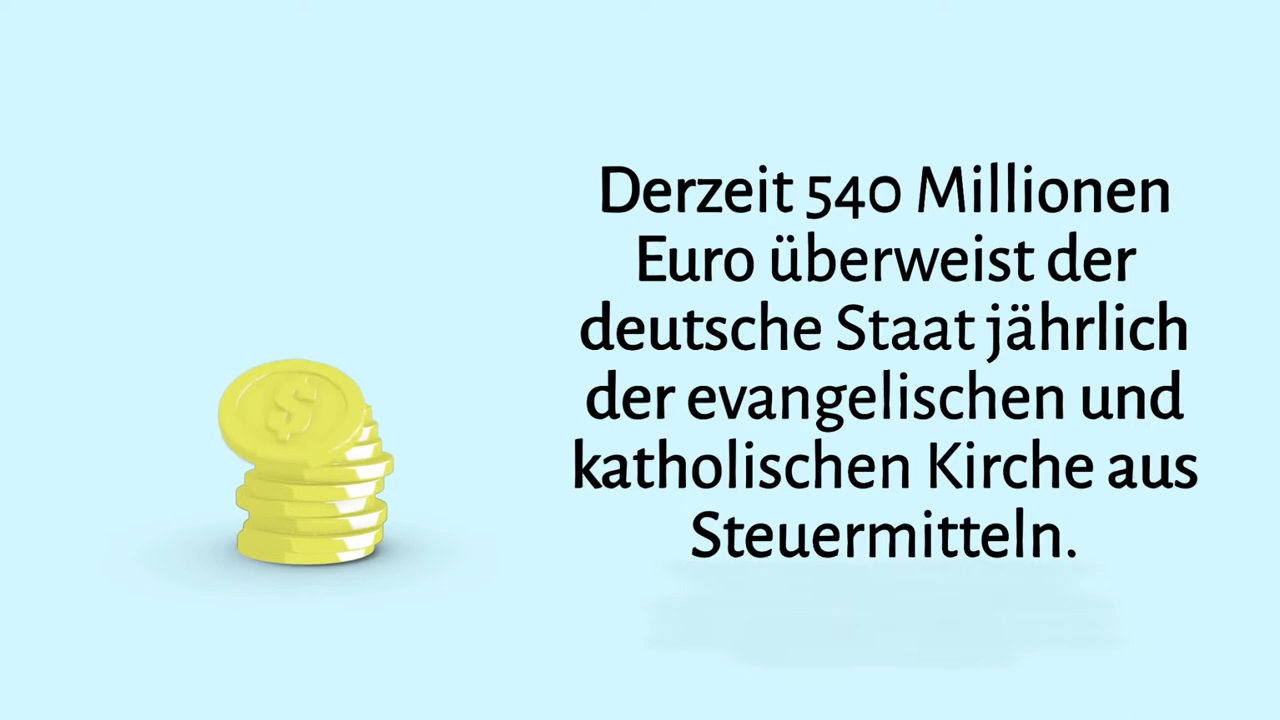 Derzeit 540 Millionen
Euro überweist der
deutsche Staat jährlich
der evangelischen und
katholischen Kirche aus
Steuermitteln.
$